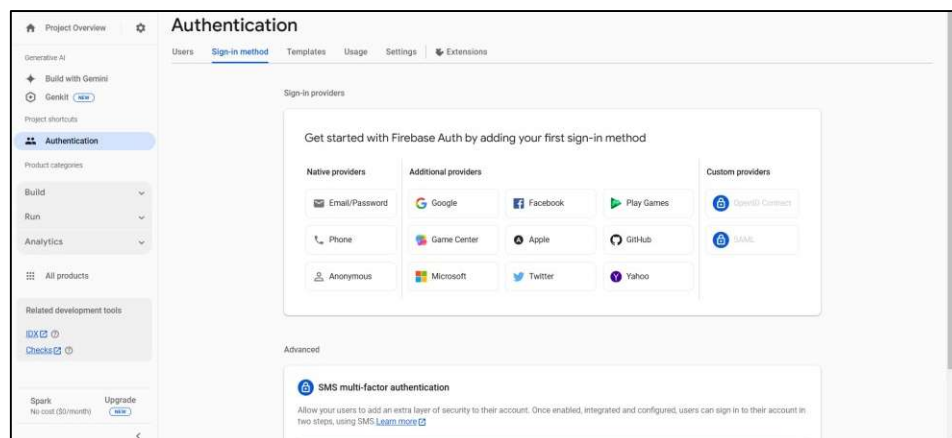 Project Overview
Generative AI
Build with Gemini
Genkit NEW
Project shortcuts
Authentication
Product categories
Build
Run
Analytics
All products
Related development tools
IDX
Checks
Spark
No cost ($0/month)
Upgrade
NEW
Authentication
Users Sign-in method Templates Usage Settings Extensions
Sign-in providers
Get started with Firebase Auth by adding your first sign-in method
Native providers Additional providers Custom providers
Email/Password Google Facebook Play Games OpenID Connect
Phone Game Center Apple GitHub SAML
Anonymous Microsoft Twitter Yahoo
Advanced
SMS multi-factor authentication
Allow your users to add an extra layer of security to their account. Once enabled, integrated and configured, users can sign in to their account in
two steps, using SMS.Learn more